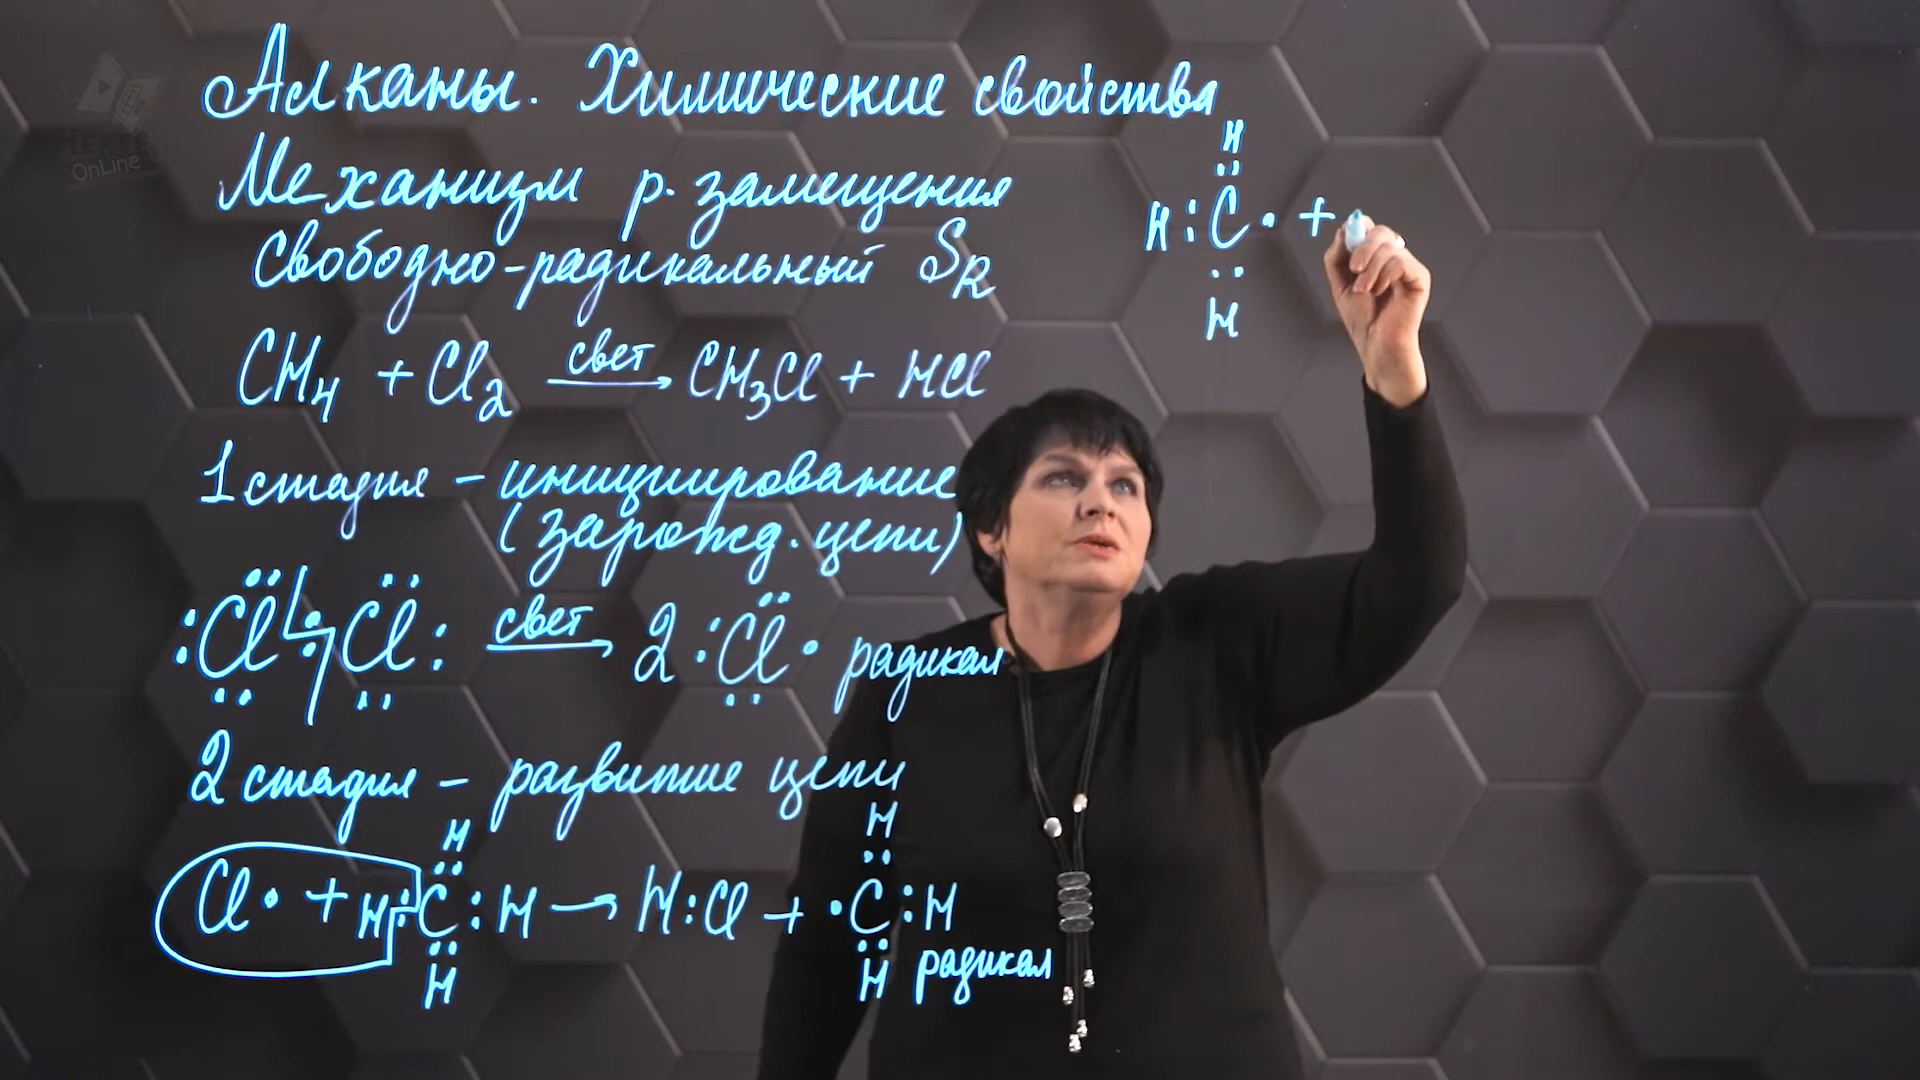 Алканы. Химические свойства
Механизм р. замещения
Свободно-радикальный SR
CH4 + Cl2 свет → CH3Cl + HCl
1 стадия - инициирование
(зарожд. цепи)
:Cl : Cl: свет → 2 :Cl· радикал
2 стадия - развитие цепи
H H
Cl· + H:C:H → H:Cl + ·C:H
H H радикал
H
H:C· +
H
OnLine